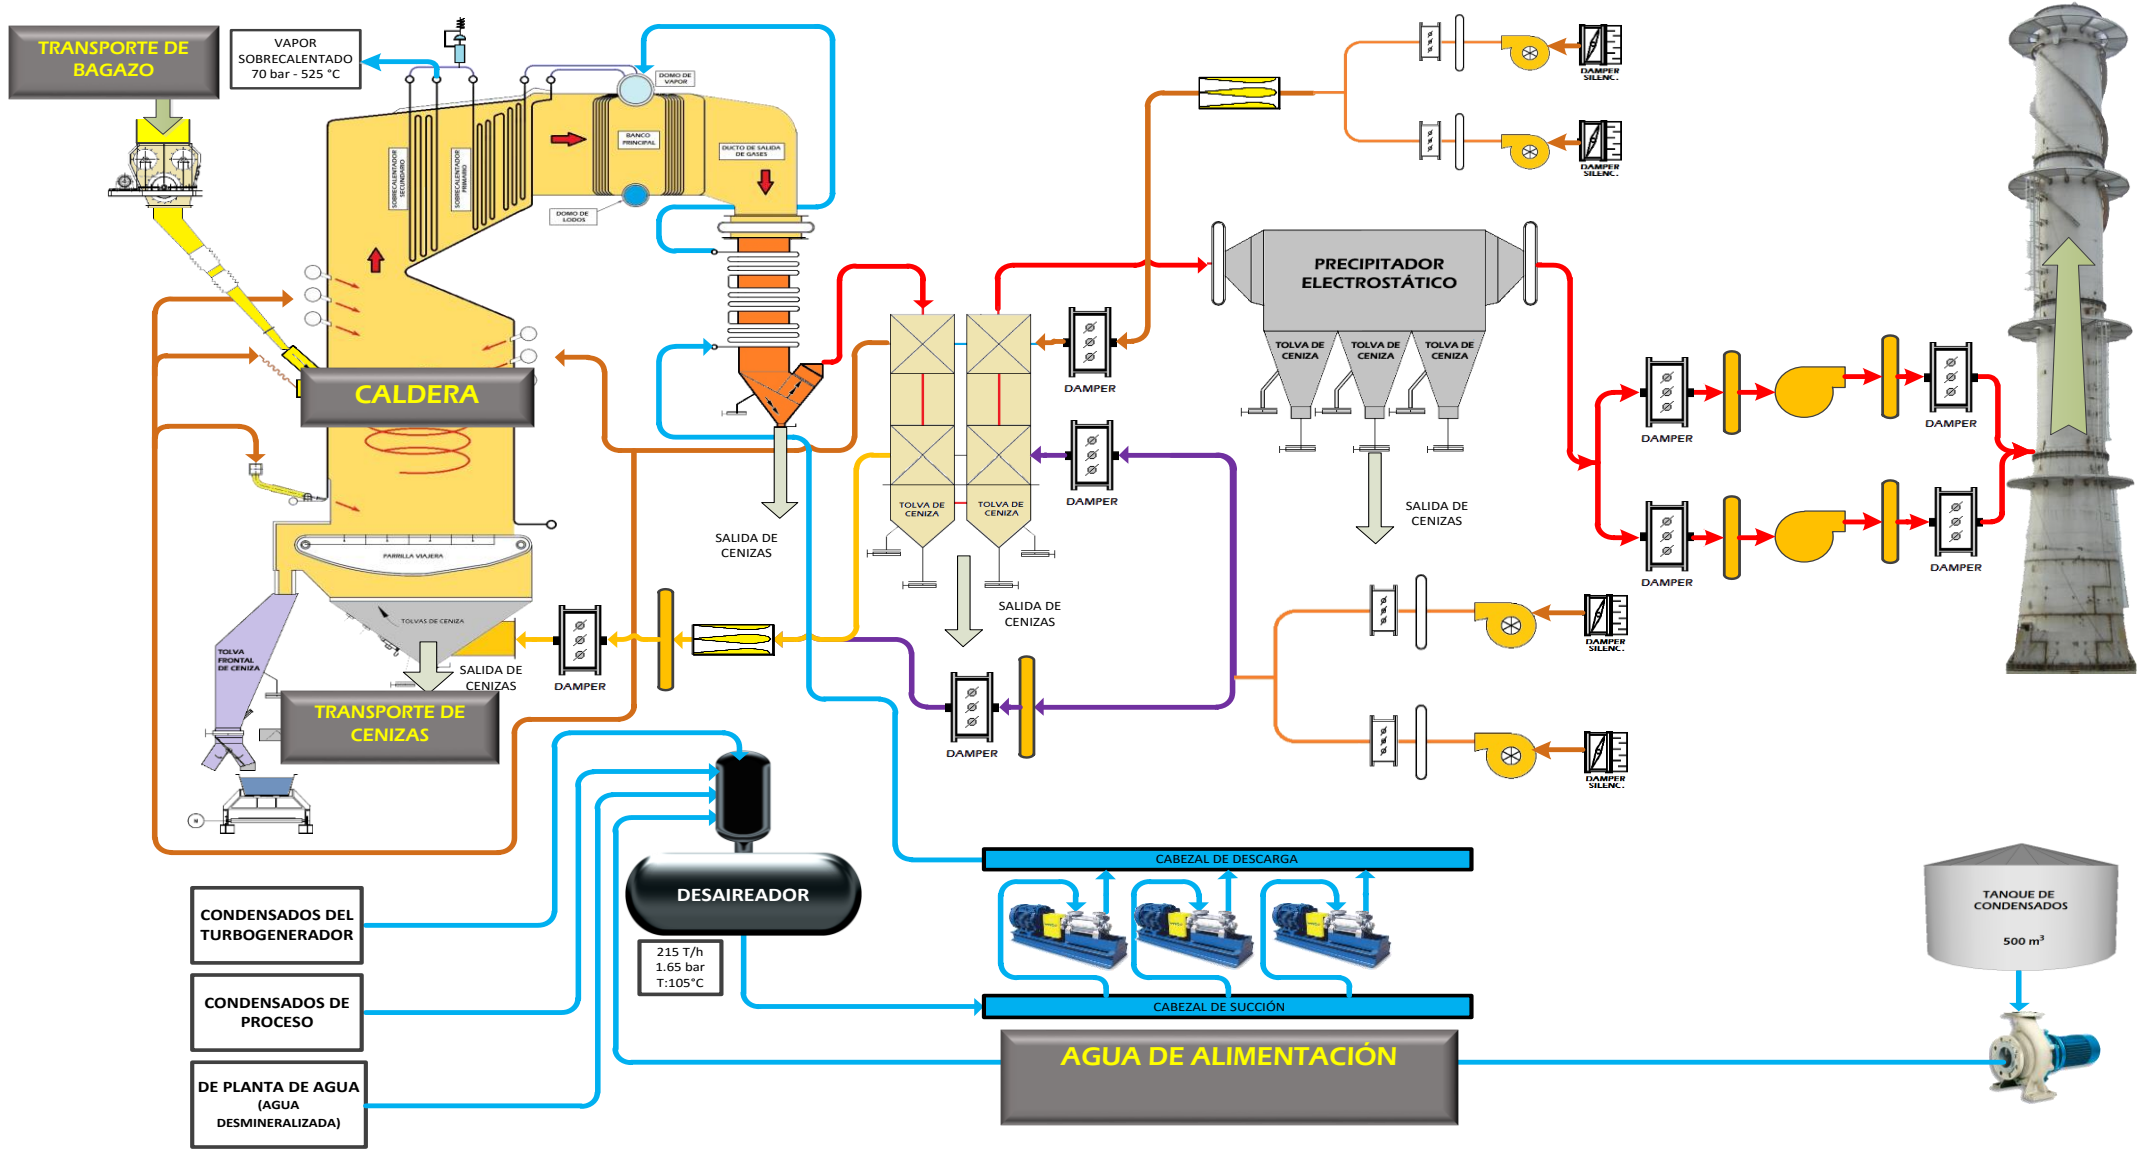 TRANSPORTE DE
BAGAZO
VAPOR
SOBRECALENTADO
70 bar - 525 °C
DOMO DE
VAPOR
SOBRECALENTADOR
SECUNDARIO
SOBRECALENTADOR
PRIMARIO
BANCO
PRINCIPAL
DUCTO DE SALIDA
DE GASES
DOMO DE
LODOS
DAMPER
SILENC.
DAMPER
SILENC.
PRECIPITADOR
ELECTROSTÁTICO
TOLVA DE
CENIZA
TOLVA DE
CENIZA
TOLVA DE
CENIZA
DAMPER
CALDERA
DAMPER
DAMPER
DAMPER
TOLVA DE
CENIZA
TOLVA DE
CENIZA
SALIDA DE
CENIZAS
SALIDA DE
CENIZAS
DAMPER
DAMPER
PARRILLA VIAJERA
TOLVAS DE CENIZA
SALIDA DE
CENIZAS
TOLVA
FRONTAL
DE CENIZA
SALIDA DE
CENIZAS
DAMPER
DAMPER
DAMPER
SILENC.
DAMPER
SILENC.
TRANSPORTE DE
CENIZAS
M
CONDENSADOS DEL
TURBOGENERADOR
CONDENSADOS DE
PROCESO
DE PLANTA DE AGUA
(AGUA
DESMINERALIZADA)
DESAIREADOR
215 T/h
1.65 bar
T:105°C
CABEZAL DE DESCARGA
CABEZAL DE SUCCIÓN
AGUA DE ALIMENTACIÓN
TANQUE DE
CONDENSADOS
500 m³